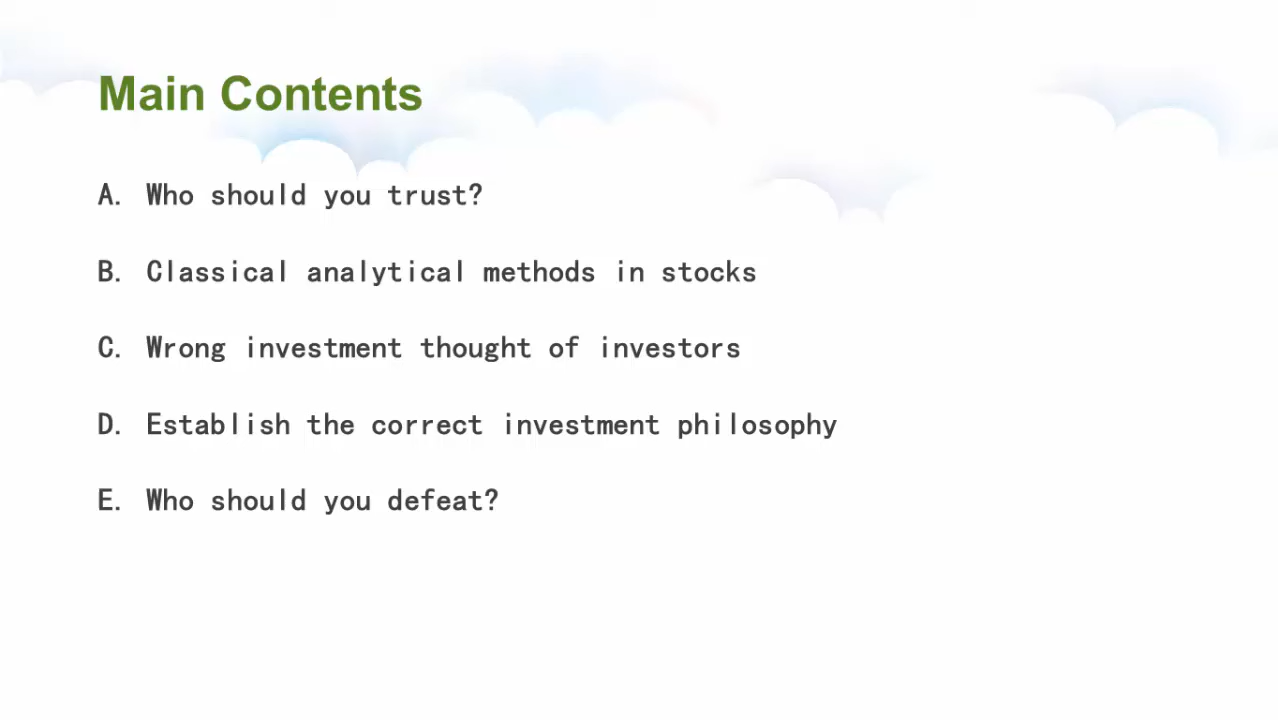 Main Contents
A. Who should you trust?
B. Classical analytical methods in stocks
C. Wrong investment thought of investors
D. Establish the correct investment philosophy
E. Who should you defeat?